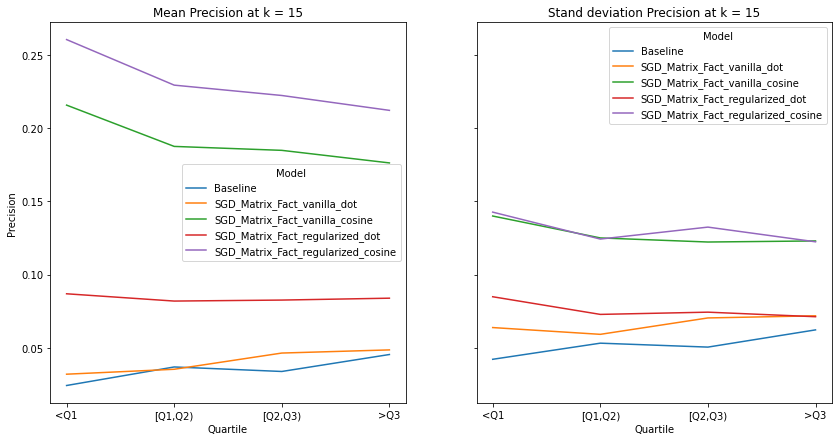 Mean Precision at k = 15
Precision
0.25
0.20
0.15
0.10
0.05
Model
Baseline
SGD_Matrix_Fact_vanilla_dot
SGD_Matrix_Fact_vanilla_cosine
SGD_Matrix_Fact_regularized_dot
SGD_Matrix_Fact_regularized_cosine
<Q1
[Q1,Q2)
[Q2,Q3)
>Q3
Quartile
Stand deviation Precision at k = 15
Model
Baseline
SGD_Matrix_Fact_vanilla_dot
SGD_Matrix_Fact_vanilla_cosine
SGD_Matrix_Fact_regularized_dot
SGD_Matrix_Fact_regularized_cosine
<Q1
[Q1,Q2)
[Q2,Q3)
>Q3
Quartile